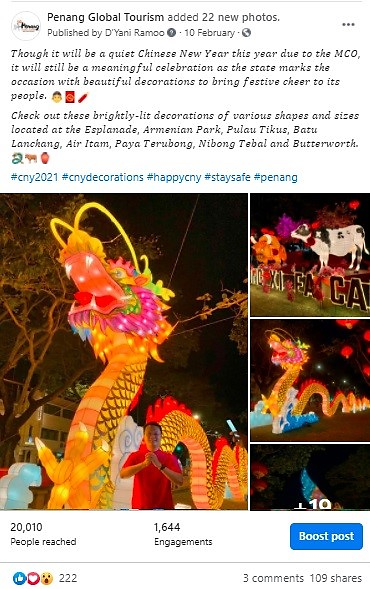 Penang Global Tourism added 22 new photos.
Published by D'Yani Ramoo · 10 February ·
Though it will be a quiet Chinese New Year this year due to the MCO,
it will still be a meaningful celebration as the state marks the
occasion with beautiful decorations to bring festive cheer to its
people. 👲🧧🧨
Check out these brightly-lit decorations of various shapes and sizes
located at the Esplanade, Armenian Park, Pulau Tikus, Batu
Lanchang, Air Itam, Paya Terubong, Nibong Tebal and Butterworth.
🐉🐂🏮
#cny2021 #cnydecorations #happycny #staysafe #penang
+19
20,010
People reached
1,644
Engagements
Boost post
222
3 comments 109 shares